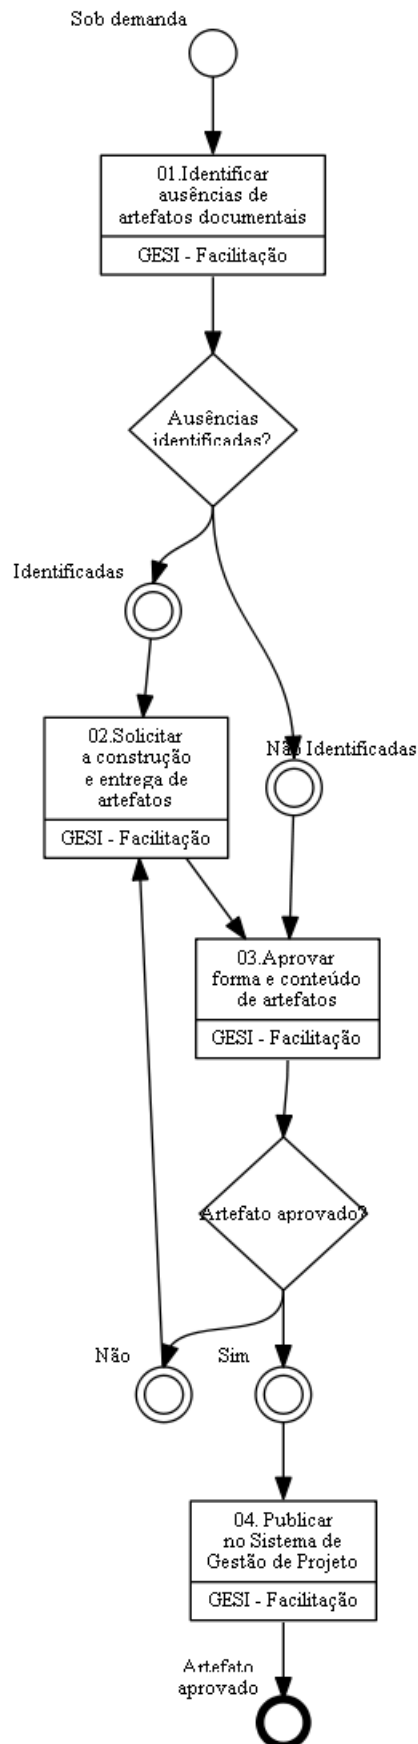 Sob demanda
01.Identificar
ausências de
artefatos documentais
GESI - Facilitação
Ausências
identificadas?
Identificadas
Não Identificadas
02.Solicitar
a construção
e entrega de
artefatos
GESI - Facilitação
03.Aprovar
forma e conteúdo
de artefatos
GESI - Facilitação
Artefato aprovado?
Não
Sim
04. Publicar
no Sistema de
Gestão de Projeto
GESI - Facilitação
Artefato
aprovado